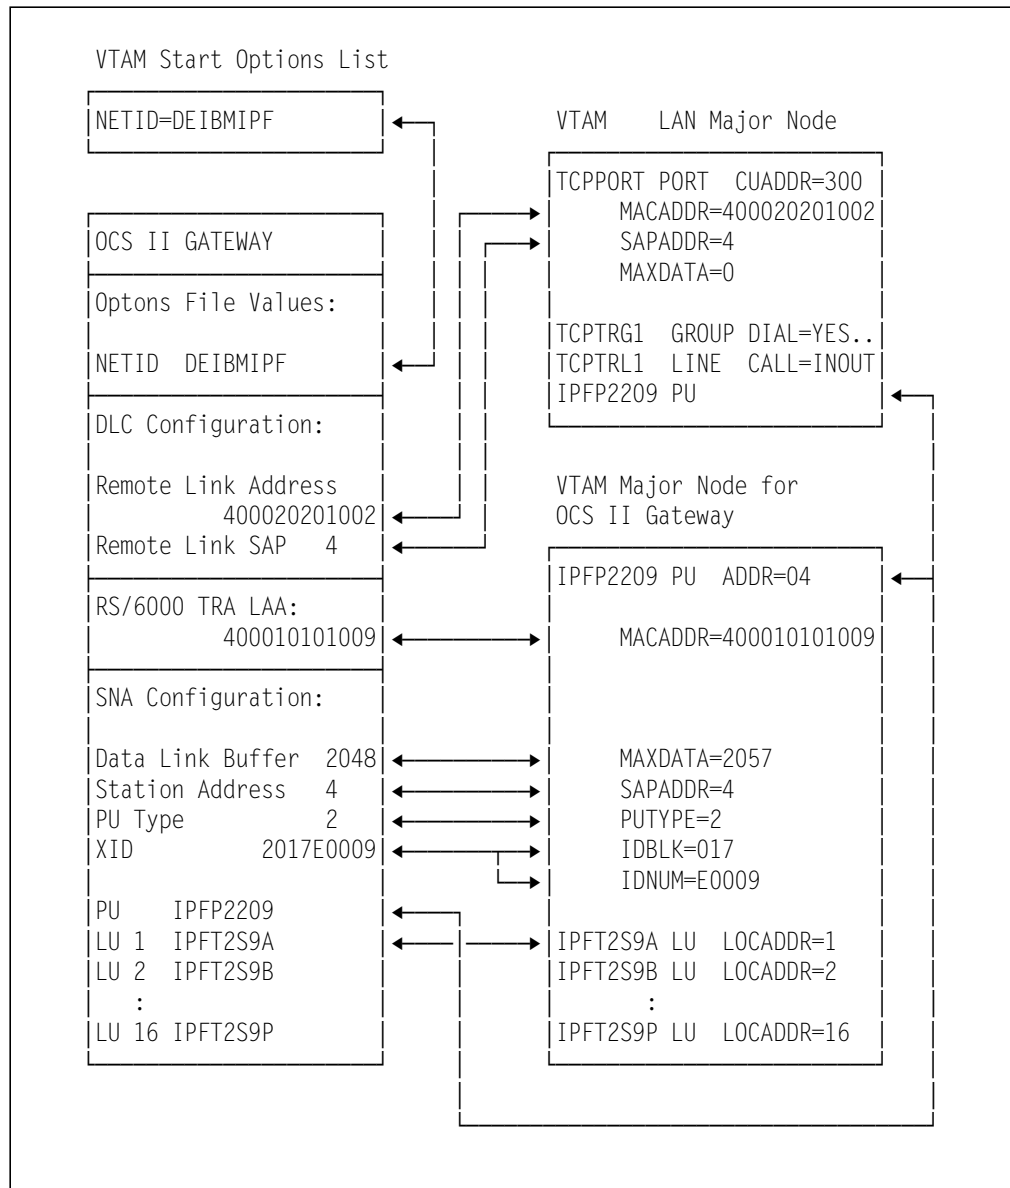 VTAM Start Options List
NETID=DEIBMIPF
OCS II GATEWAY
Optons File Values:
NETID DEIBMIPF
DLC Configuration:
Remote Link Address
400020201002
Remote Link SAP 4
RS/6000 TRA LAA:
400010101009
SNA Configuration:
Data Link Buffer 2048
Station Address 4
PU Type 2
XID 2017E0009
PU IPFP2209
LU 1 IPFT2S9A
LU 2 IPFT2S9B
:
LU 16 IPFT2S9P
VTAM LAN Major Node
TCPPORT PORT CUADDR=300
MACADDR=400020201002
SAPADDR=4
MAXDATA=0
TCPTRG1 GROUP DIAL=YES..
TCPTRL1 LINE CALL=INOUT
IPFP2209 PU
VTAM Major Node for
OCS II Gateway
IPFP2209 PU ADDR=04
MACADDR=400010101009
MAXDATA=2057
SAPADDR=4
PUTYPE=2
IDBLK=017
IDNUM=E0009
IPFT2S9A LU LOCADDR=1
IPFT2S9B LU LOCADDR=2
:
IPFT2S9P LU LOCADDR=16